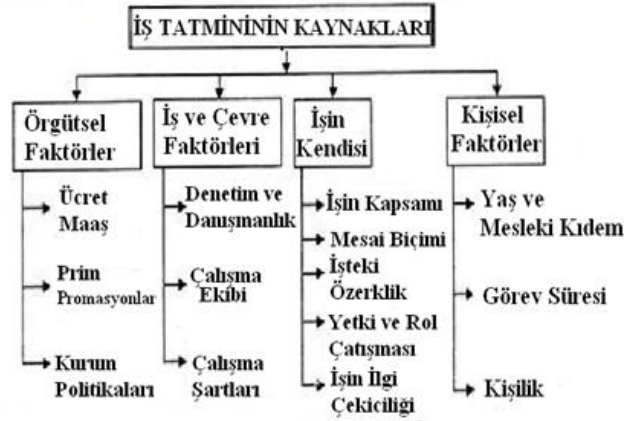 İŞ TATMİNİNİN KAYNAKLARI
Örgütsel
Faktörler
Ücret
Maaş
Prim
Promasyonlar
Kurum
Politikaları
İş ve Çevre
Faktörleri
Denetim ve
Danışmanlık
Çalışma
Ekibi
Çalışma
Şartları
İşin
Kendisi
İşin Kapsamı
Mesai Biçimi
İşteki
Özerklik
Yetki ve Rol
Çatışması
İşin İlgi
Çekiciliği
Kişisel
Faktörler
Yaş ve
Mesleki Kıdem
Görev Süresi
Kişilik